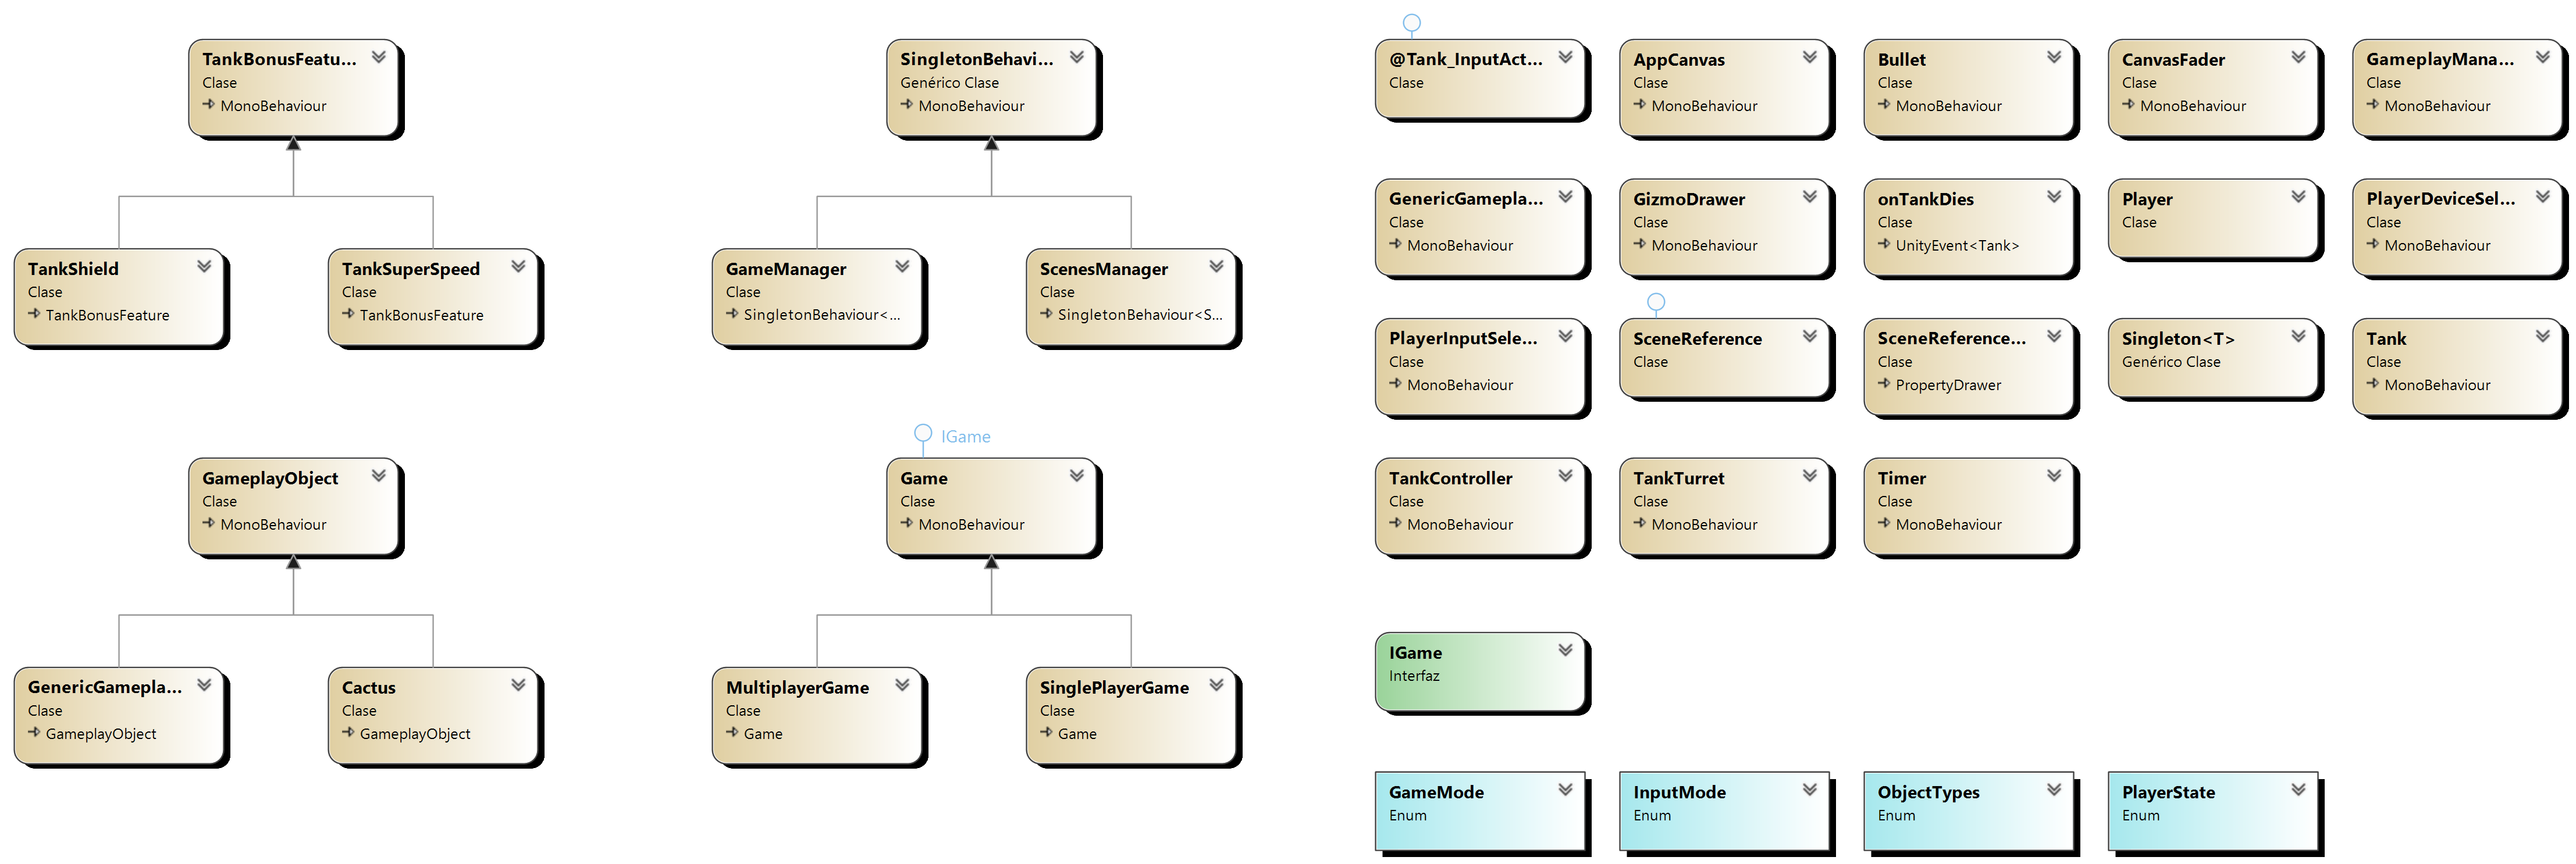 TankBonusFeatu...
Clase
MonoBehaviour
TankShield
Clase
TankBonusFeature
TankSuperSpeed
Clase
TankBonusFeature
SingletonBehavi...
Genérico Clase
MonoBehaviour
GameManager
Clase
SingletonBehaviour<...
ScenesManager
Clase
SingletonBehaviour<S...
GameplayObject
Clase
MonoBehaviour
GenericGamepla...
Clase
GameplayObject
Cactus
Clase
GameplayObject
IGame
Game
Clase
MonoBehaviour
MultiplayerGame
Clase
Game
SinglePlayerGame
Clase
Game
@Tank_InputAct...
Clase
AppCanvas
Clase
MonoBehaviour
Bullet
Clase
MonoBehaviour
CanvasFader
Clase
MonoBehaviour
GameplayMana...
Clase
MonoBehaviour
GenericGamepla...
Clase
MonoBehaviour
GizmoDrawer
Clase
MonoBehaviour
onTankDies
Clase
UnityEvent<Tank>
Player
Clase
PlayerDeviceSel...
Clase
MonoBehaviour
PlayerInputSele...
Clase
MonoBehaviour
SceneReference
Clase
SceneReference...
Clase
PropertyDrawer
Singleton<T>
Genérico Clase
Tank
Clase
MonoBehaviour
TankController
Clase
MonoBehaviour
TankTurret
Clase
MonoBehaviour
Timer
Clase
MonoBehaviour
IGame
Interfaz
GameMode
Enum
InputMode
Enum
ObjectTypes
Enum
PlayerState
Enum